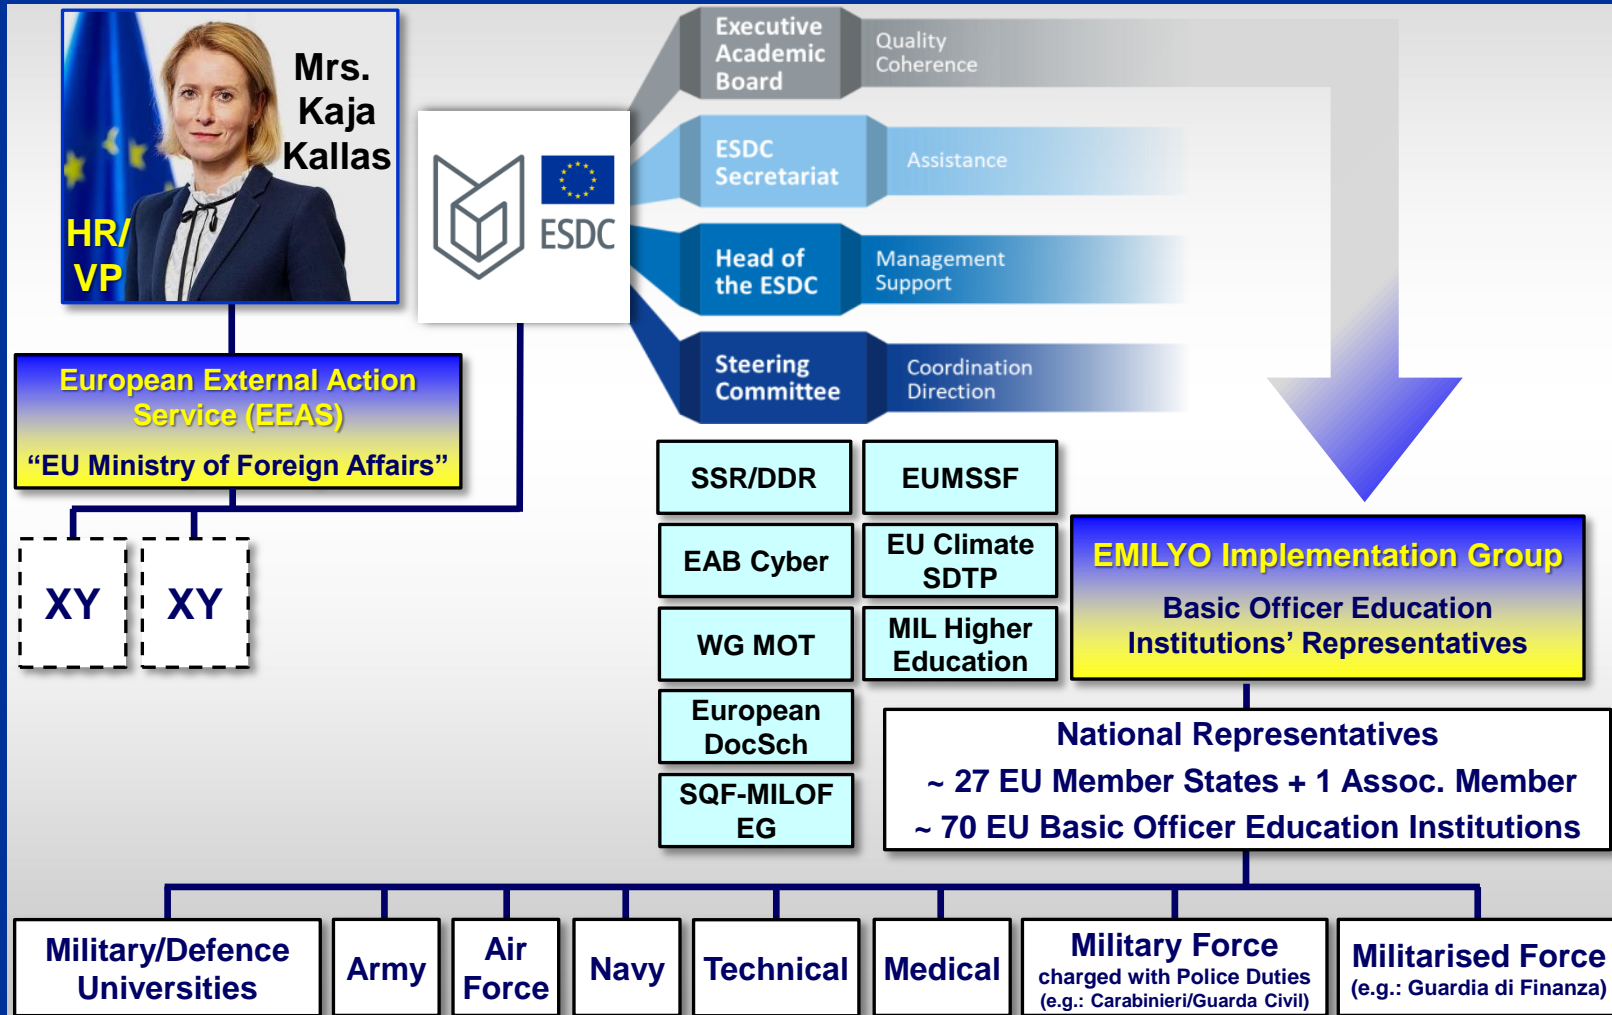 Mrs.
Kaja
Kallas
HR/
VP
ESDC
Executive
Academic
Board
Quality
Coherence
ESDC
Secretariat
Assistance
Head of
the ESDC
Management
Support
Steering
Committee
Coordination
Direction
European External Action
Service (EEAS)
“EU Ministry of Foreign Affairs”
XY
XY
SSR/DDR
EUMSSF
EAB Cyber
EU Climate
SDTP
WG MOT
MIL Higher
Education
European
DocSch
SQF-MILOF
EG
EMILYO Implementation Group
Basic Officer Education
Institutions’ Representatives
National Representatives
~ 27 EU Member States + 1 Assoc. Member
~ 70 EU Basic Officer Education Institutions
Military/Defence
Universities
Army
Air
Force
Navy
Technical
Medical
Military Force
charged with Police Duties
(e.g.: Carabinieri/Guarda Civil)
Militarised Force
(e.g.: Guardia di Finanza)